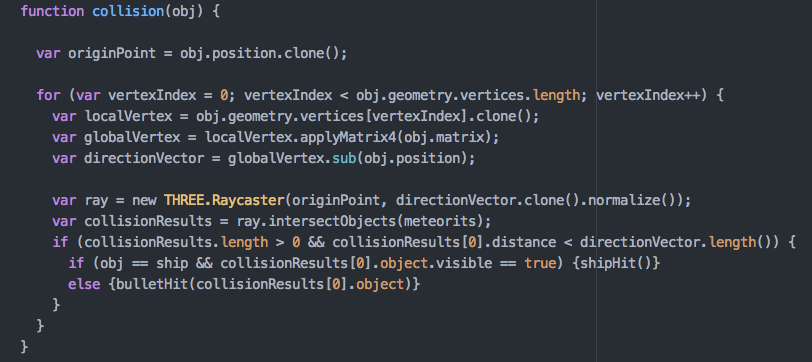 function collision(obj) {
var originPoint = obj.position.clone();
for (var vertexIndex = 0; vertexIndex < obj.geometry.vertices.length; vertexIndex++) {
var localVertex = obj.geometry.vertices[vertexIndex].clone();
var globalVertex = localVertex.applyMatrix4(obj.matrix);
var directionVector = globalVertex.sub(obj.position);
var ray = new THREE.Raycaster(originPoint, directionVector.clone().normalize());
var collisionResults = ray.intersectObjects(meteorits);
if (collisionResults.length > 0 && collisionResults[0].distance < directionVector.length()) {
if (obj == ship && collisionResults[0].object.visible == true) {shipHit()}
else {bulletHit(collisionResults[0].object)}
}
}
}